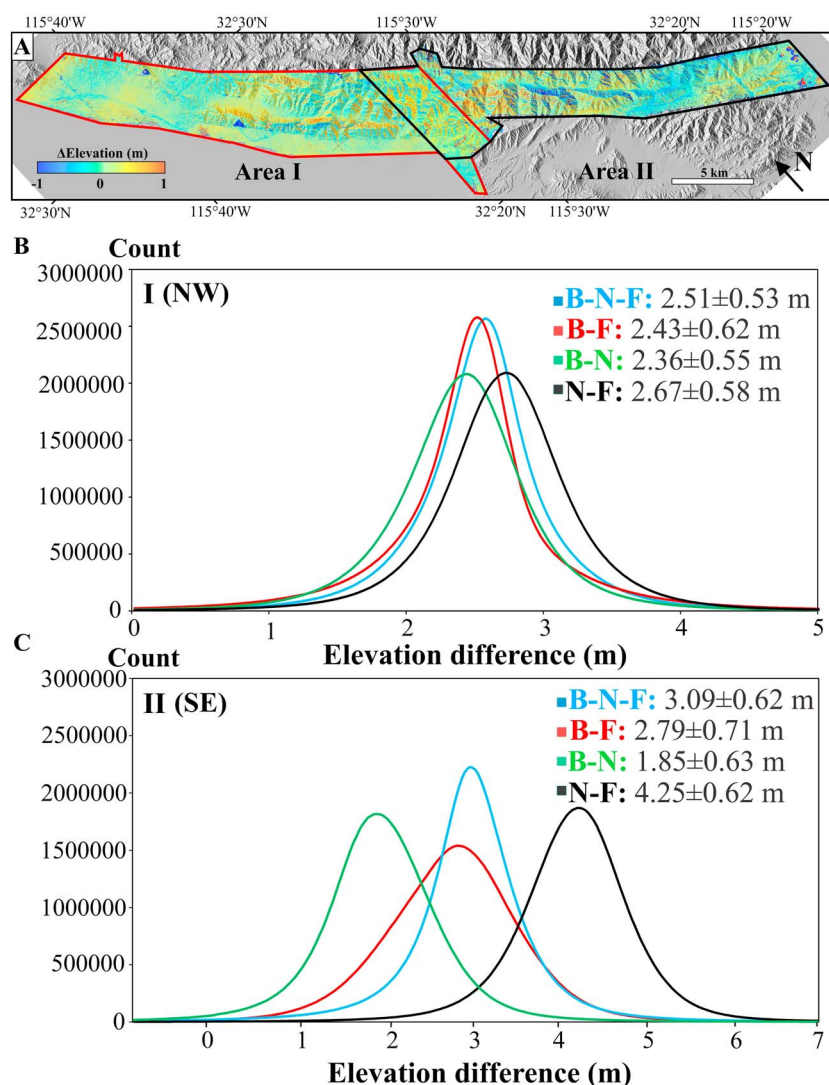 115°40'W 32°30'N 115°30'W 32°20'N 115°20'W
A
ΔElevation (m)
-1 0 1
Area I
Area II
5 km
N
32°30'N 115°40'W 32°20'N 115°30'W
B
Count
I (NW)
3000000
2500000
2000000
1500000
1000000
500000
0
B-N-F: 2.51±0.53 m
B-F: 2.43±0.62 m
B-N: 2.36±0.55 m
N-F: 2.67±0.58 m
0 1 2 3 4 5
Elevation difference (m)
C
Count
II (SE)
3000000
2500000
2000000
1500000
1000000
500000
0
B-N-F: 3.09±0.62 m
B-F: 2.79±0.71 m
B-N: 1.85±0.63 m
N-F: 4.25±0.62 m
0 1 2 3 4 5 6 7
Elevation difference (m)